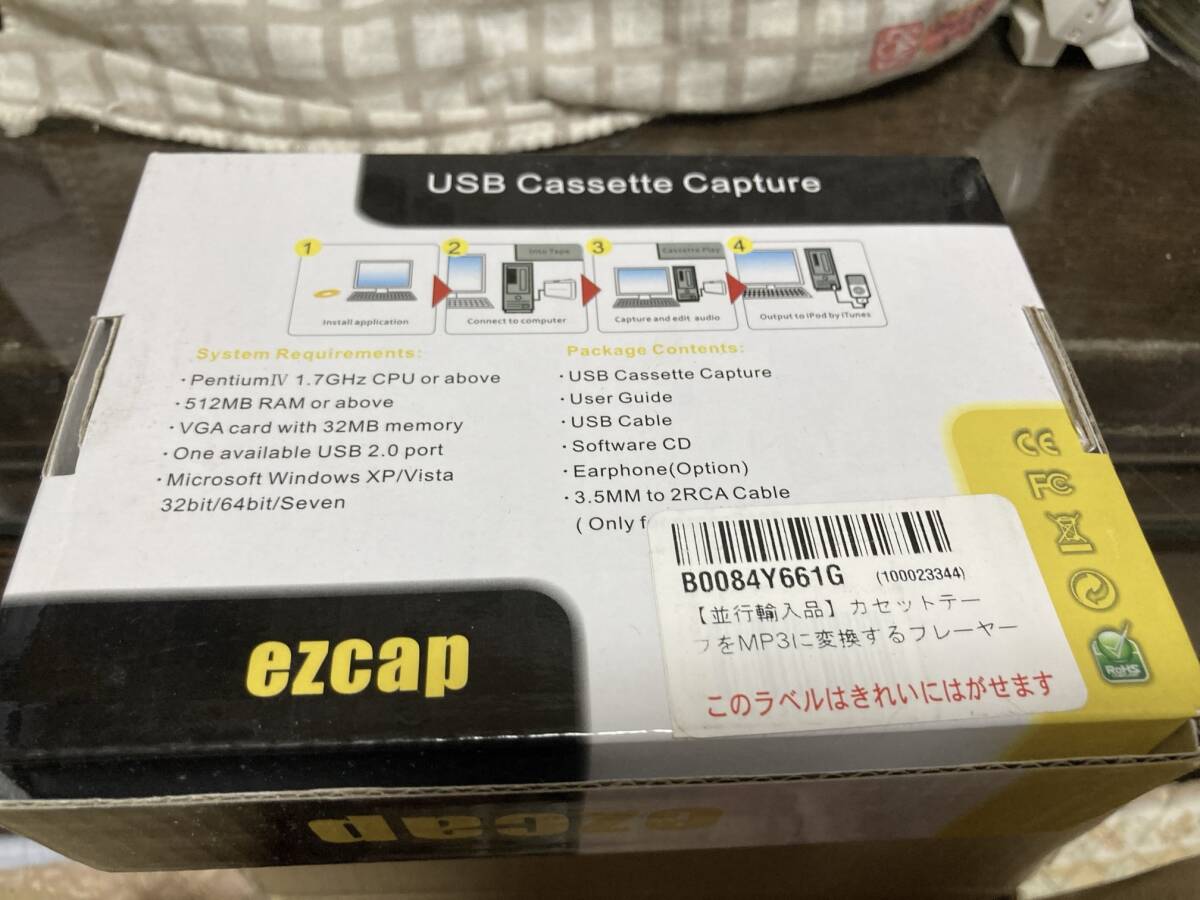 USB Cassette Capture
1
2
3
4
Into Tape
Cassette Play
Install application
Connect to computer
Capture and edit audio
Output to iPod by iTunes
System Requirements:
・PentiumⅣ 1.7GHz CPU or above
・512MB RAM or above
・VGA card with 32MB memory
・One available USB 2.0 port
・Microsoft Windows XP/Vista
32bit/64bit/Seven
Package Contents:
・USB Cassette Capture
・User Guide
・USB Cable
・Software CD
・Earphone(Option)
・3.5MM to 2RCA Cable
( Only f
CE
FC
RoHS
B0084Y661G (100023344)
【並行輸入品】カセットテー
プをMP3に変換するプレーヤー
このラベルはきれいにはがせます
ezcap
ezcap